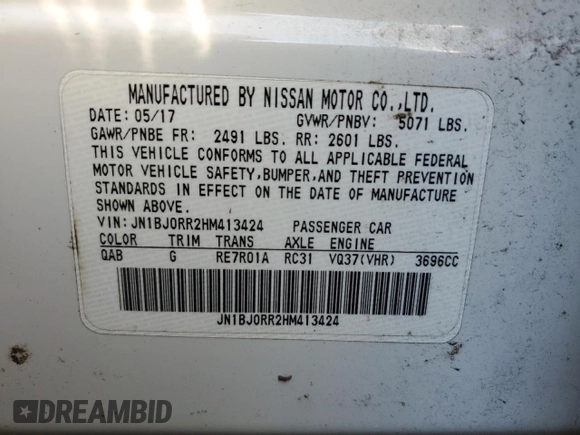 MANUFACTURED BY NISSAN MOTOR CO.,LTD.
DATE: 05/17 GVWR/PNBV: 5071 LBS.
GAWR/PNBE FR: 2491 LBS. RR: 2601 LBS.
THIS VEHICLE CONFORMS TO ALL APPLICABLE FEDERAL
MOTOR VEHICLE SAFETY,BUMPER,AND THEFT PREVENTION
STANDARDS IN EFFECT ON THE DATE OF MANUFACTURE
SHOWN ABOVE.
VIN: JN1BJ0RR2HM413424 PASSENGER CAR
COLOR TRIM TRANS AXLE ENGINE
QAB G RE7R01A RC31 VQ37(VHR) 3696CC
JN1BJ0RR2HM413424
DREAMBID